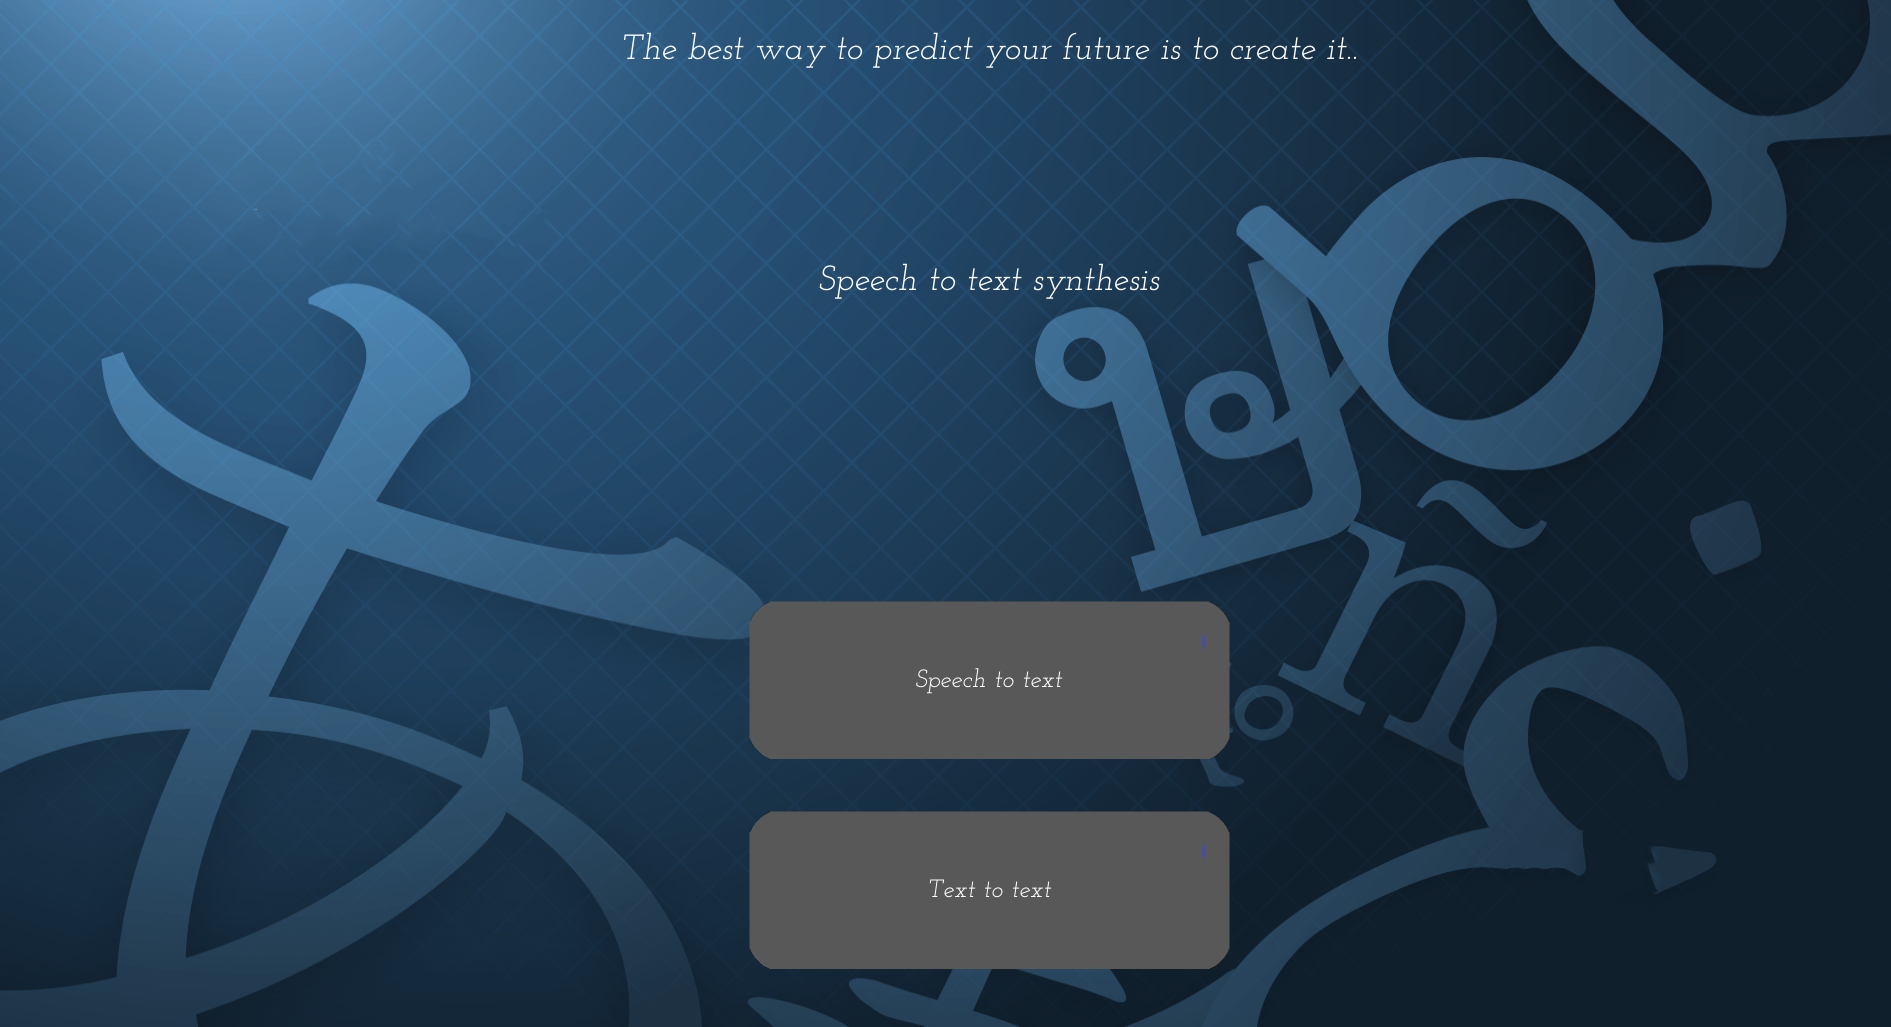 The best way to predict your future is to create it..
Speech to text synthesis
Speech to text
Text to text